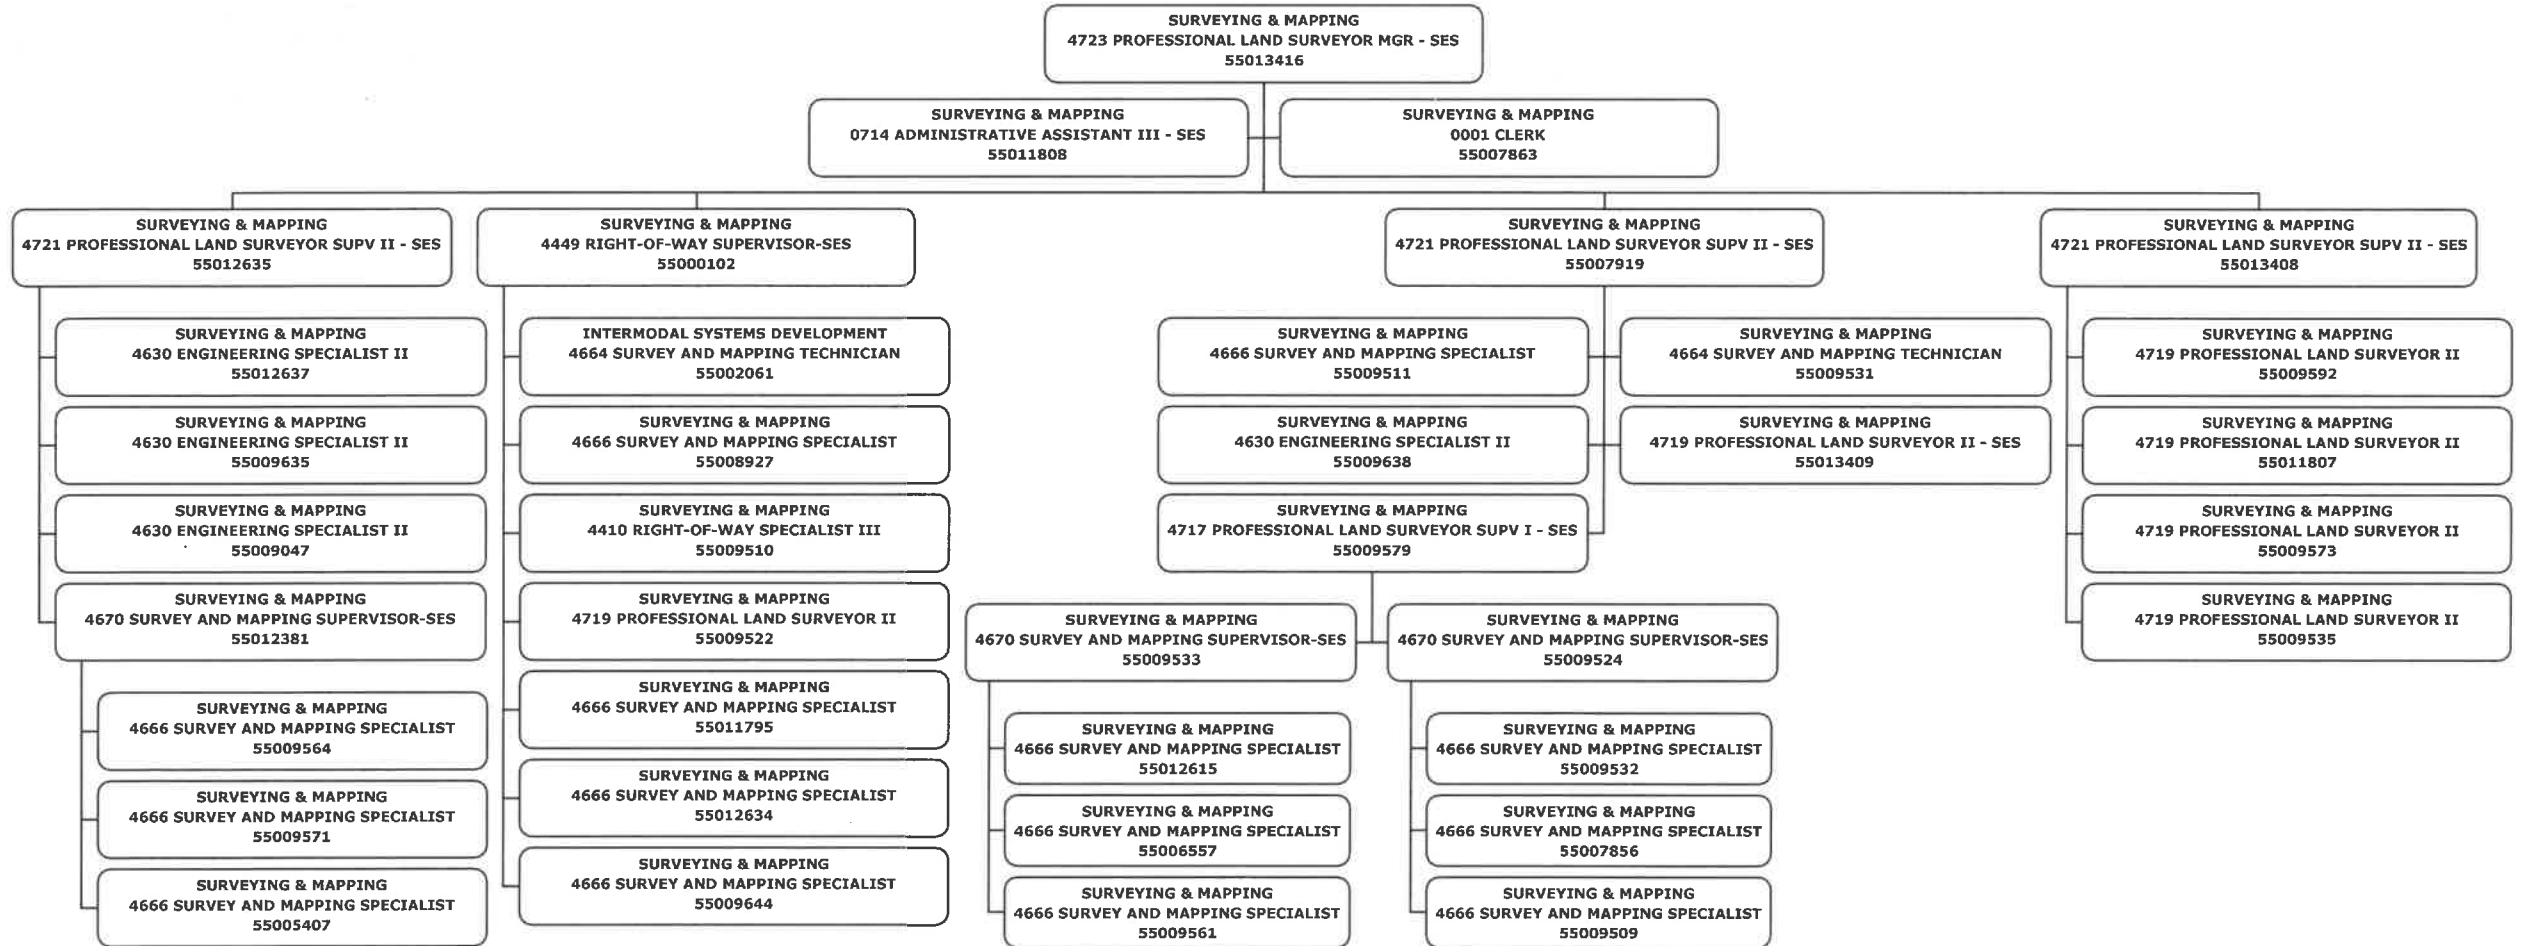 SURVEYING & MAPPING
4723 PROFESSIONAL LAND SURVEYOR MGR - SES
55013416
SURVEYING & MAPPING
0714 ADMINISTRATIVE ASSISTANT III - SES
55011808
SURVEYING & MAPPING
0001 CLERK
55007863
SURVEYING & MAPPING
4721 PROFESSIONAL LAND SURVEYOR SUPV II - SES
55012635
SURVEYING & MAPPING
4630 ENGINEERING SPECIALIST II
55012637
SURVEYING & MAPPING
4630 ENGINEERING SPECIALIST II
55009635
SURVEYING & MAPPING
4630 ENGINEERING SPECIALIST II
55009047
SURVEYING & MAPPING
4670 SURVEY AND MAPPING SUPERVISOR-SES
55012381
SURVEYING & MAPPING
4666 SURVEY AND MAPPING SPECIALIST
55009564
SURVEYING & MAPPING
4666 SURVEY AND MAPPING SPECIALIST
55009571
SURVEYING & MAPPING
4666 SURVEY AND MAPPING SPECIALIST
55005407
SURVEYING & MAPPING
4449 RIGHT-OF-WAY SUPERVISOR-SES
55000102
INTERMODAL SYSTEMS DEVELOPMENT
4664 SURVEY AND MAPPING TECHNICIAN
55002061
SURVEYING & MAPPING
4666 SURVEY AND MAPPING SPECIALIST
55008927
SURVEYING & MAPPING
4410 RIGHT-OF-WAY SPECIALIST III
55009510
SURVEYING & MAPPING
4719 PROFESSIONAL LAND SURVEYOR II
55009522
SURVEYING & MAPPING
4666 SURVEY AND MAPPING SPECIALIST
55011795
SURVEYING & MAPPING
4666 SURVEY AND MAPPING SPECIALIST
55012634
SURVEYING & MAPPING
4666 SURVEY AND MAPPING SPECIALIST
55009644
SURVEYING & MAPPING
4721 PROFESSIONAL LAND SURVEYOR SUPV II - SES
55007919
SURVEYING & MAPPING
4666 SURVEY AND MAPPING SPECIALIST
55009511
SURVEYING & MAPPING
4664 SURVEY AND MAPPING TECHNICIAN
55009531
SURVEYING & MAPPING
4630 ENGINEERING SPECIALIST II
55009638
SURVEYING & MAPPING
4719 PROFESSIONAL LAND SURVEYOR II - SES
55013409
SURVEYING & MAPPING
4717 PROFESSIONAL LAND SURVEYOR SUPV I - SES
55009579
SURVEYING & MAPPING
4670 SURVEY AND MAPPING SUPERVISOR-SES
55009533
SURVEYING & MAPPING
4666 SURVEY AND MAPPING SPECIALIST
55012615
SURVEYING & MAPPING
4666 SURVEY AND MAPPING SPECIALIST
55006557
SURVEYING & MAPPING
4666 SURVEY AND MAPPING SPECIALIST
55009561
SURVEYING & MAPPING
4670 SURVEY AND MAPPING SUPERVISOR-SES
55009524
SURVEYING & MAPPING
4666 SURVEY AND MAPPING SPECIALIST
55009532
SURVEYING & MAPPING
4666 SURVEY AND MAPPING SPECIALIST
55007856
SURVEYING & MAPPING
4666 SURVEY AND MAPPING SPECIALIST
55009509
SURVEYING & MAPPING
4721 PROFESSIONAL LAND SURVEYOR SUPV II - SES
55013408
SURVEYING & MAPPING
4719 PROFESSIONAL LAND SURVEYOR II
55009592
SURVEYING & MAPPING
4719 PROFESSIONAL LAND SURVEYOR II
55011807
SURVEYING & MAPPING
4719 PROFESSIONAL LAND SURVEYOR II
55009573
SURVEYING & MAPPING
4719 PROFESSIONAL LAND SURVEYOR II
55009535